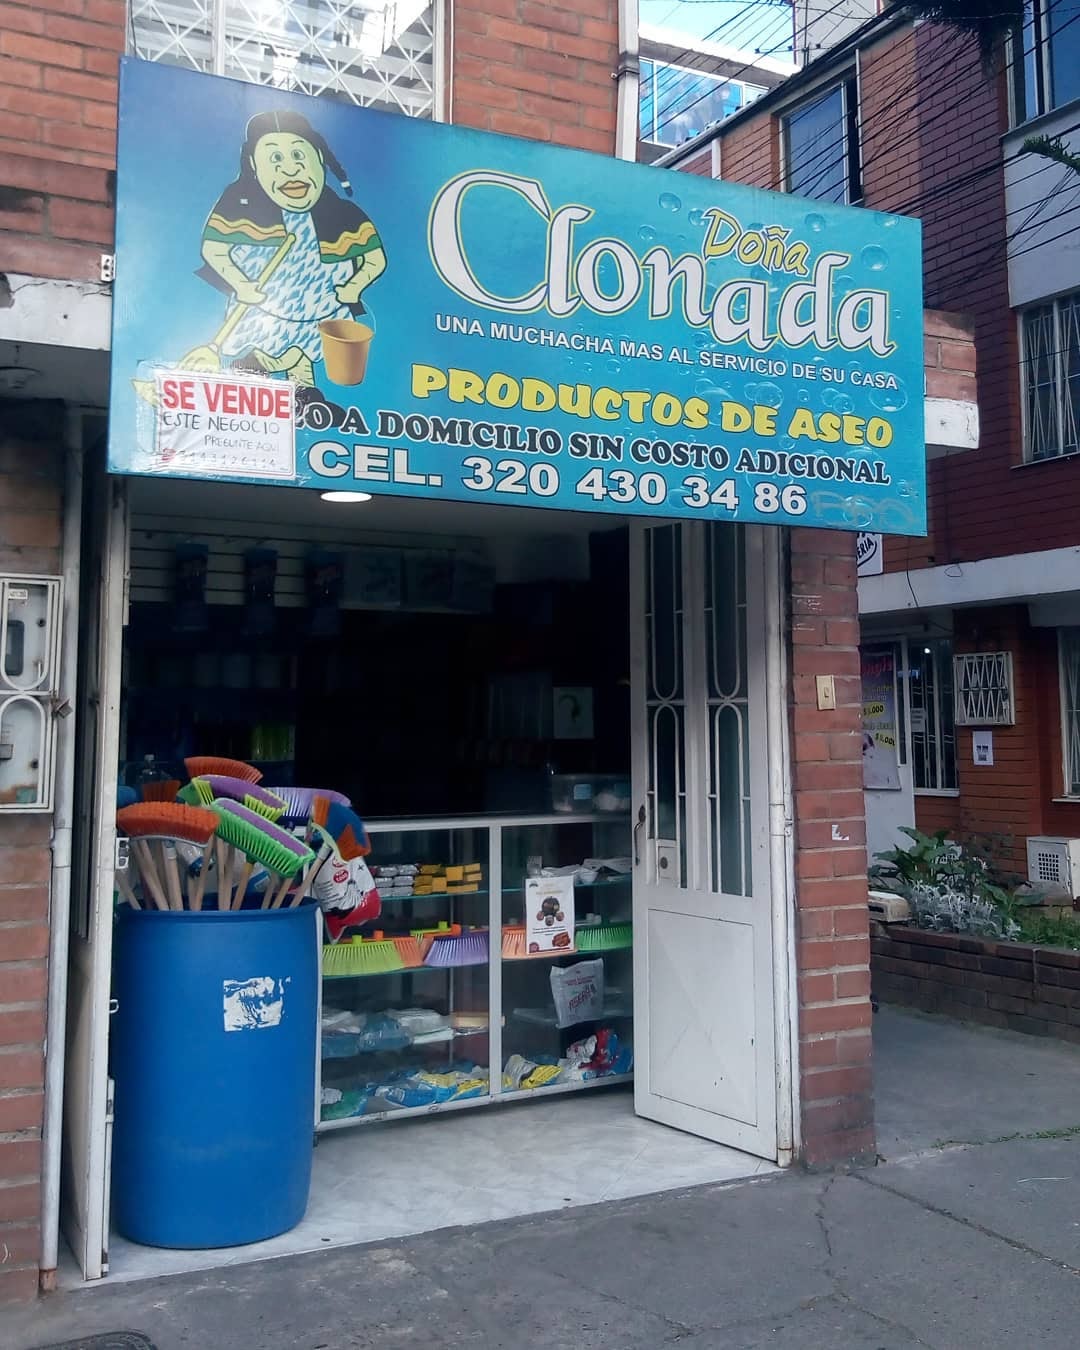 Doña
Clonada
UNA MUCHACHA MAS AL SERVICIO DE SU CASA
PRODUCTOS DE ASEO
A DOMICILIO SIN COSTO ADICIONAL
CEL. 320 430 34 86
SE VENDE
ESTE NEGOCIO
PREGUNTE AQUÍ